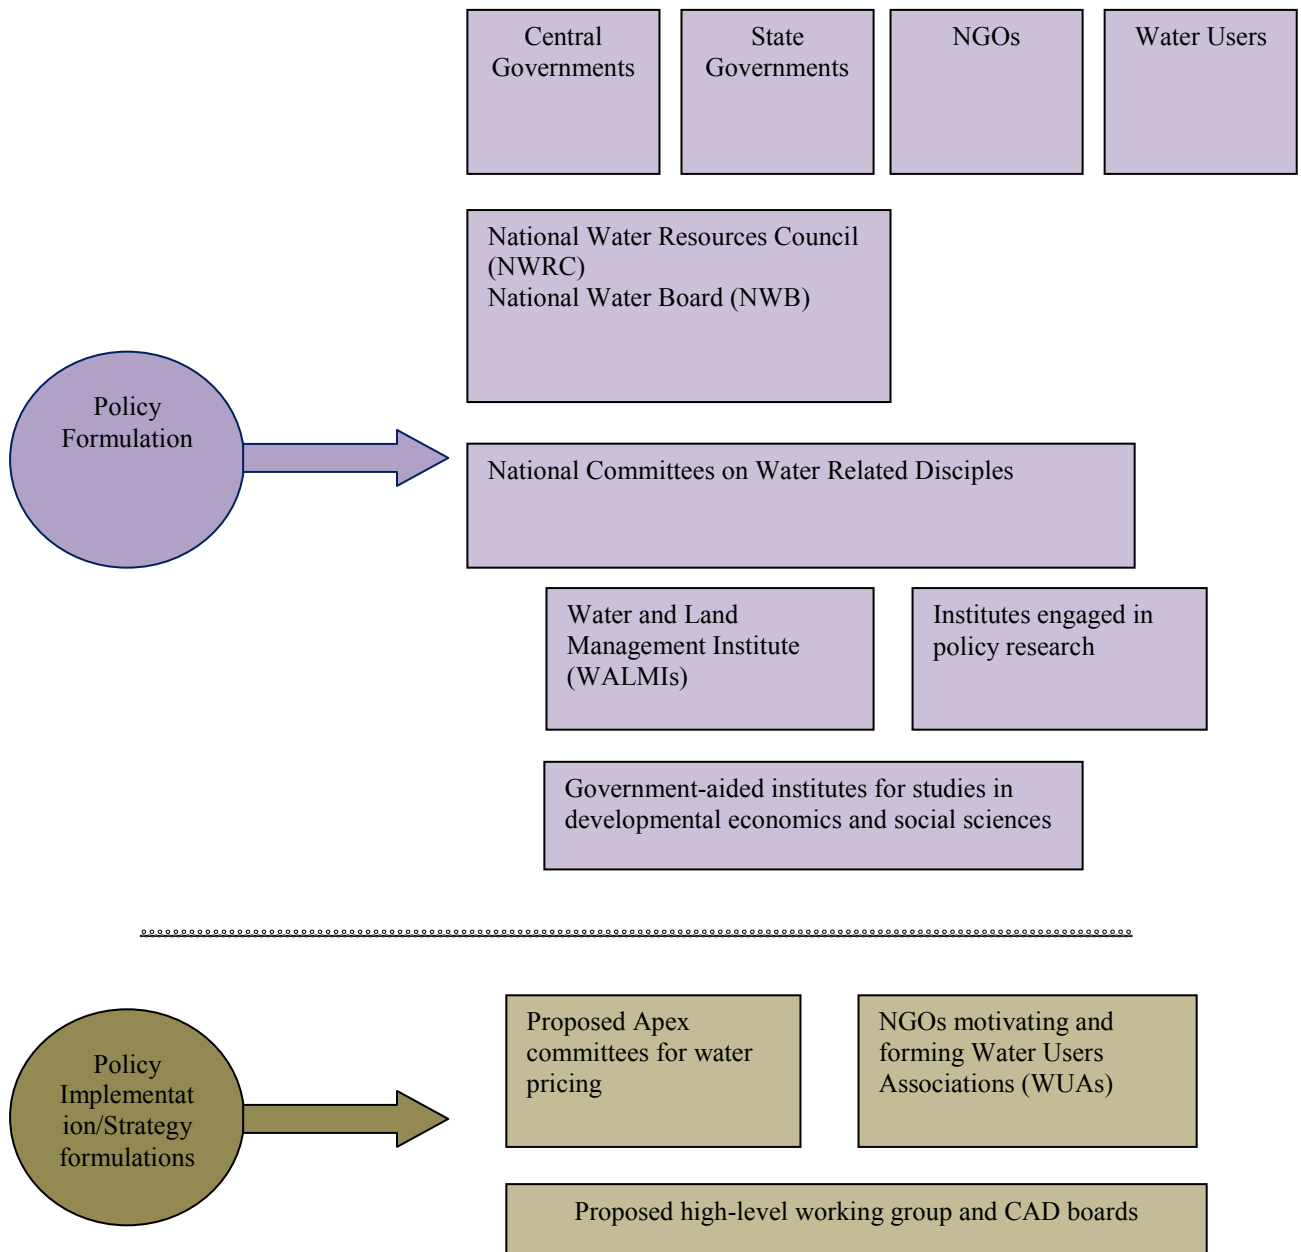 Central
Governments
State
Governments
NGOs
Water Users
National Water Resources Council
(NWRC)
National Water Board (NWB)
Policy
Formulation
National Committees on Water Related Disciples
Water and Land
Management Institute
(WALMIs)
Institutes engaged in
policy research
Government-aided institutes for studies in
developmental economics and social sciences
Policy
Implementat
ion/Strategy
formulations
Proposed Apex
committees for water
pricing
NGOs motivating and
forming Water Users
Associations (WUAs)
Proposed high-level working group and CAD boards